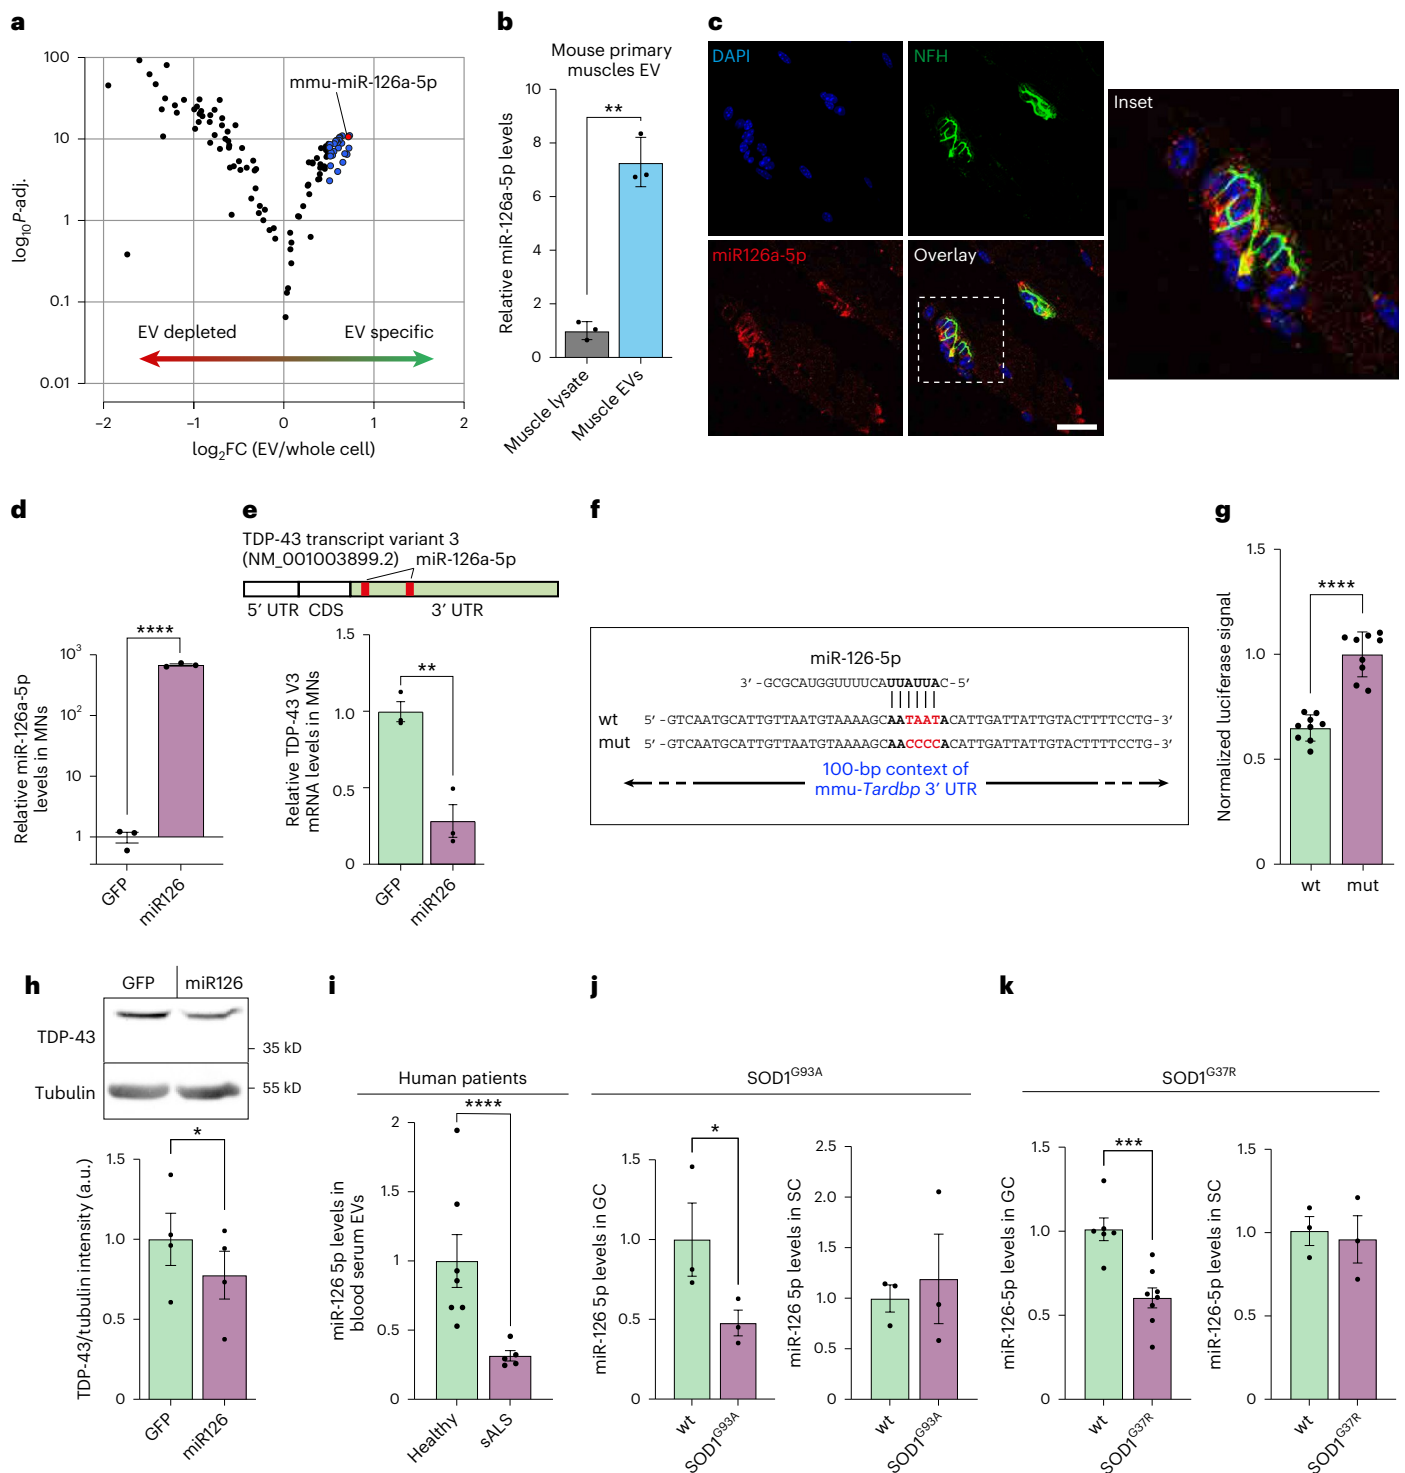 a
100
10
1
0.1
0.01
log10P-adj.
mmu-miR-126a-5p
EV depleted
EV specific
−2
−1
0
1
2
log2FC (EV/whole cell)
b
Mouse primary
muscles EV
Relative miR-126a-5p levels
10
8
6
4
2
0
**
Muscle lysate
Muscle EVs
c
DAPI
NFH
miR126a-5p
Overlay
Inset
d
Relative miR-126a-5p
levels in MNs
10³
10²
10
1
****
GFP
miR126
e
TDP-43 transcript variant 3
(NM_001003899.2)
miR-126a-5p
5′ UTR
CDS
3′ UTR
Relative TDP-43 V3
mRNA levels in MNs
1.5
1.0
0.5
0
**
GFP
miR126
f
miR-126-5p
3′ -GCGCAUGGUUUUCAUUAUUAC-5′
wt 5′ -GTCAATGCATTGTTAATGTAAAAGCAATAATACATTGATTATTGTACTTTTCCTG-3′
mut 5′ -GTCAATGCATTGTTAATGTAAAAGCAACCCCACATTGATTATTGTACTTTTCCTG-3′
100-bp context of
mmu-Tardbp 3′ UTR
g
Normalized luciferase signal
1.5
1.0
0.5
0
****
wt
mut
h
GFP
miR126
TDP-43
35 kD
Tubulin
55 kD
TDP-43/tubulin intensity (a.u.)
1.5
1.0
0.5
0
*
GFP
miR126
i
Human patients
miR-126 5p levels in
blood serum EVs
2
1.5
1
0.5
0
****
Healthy
sALS
j
SOD1G93A
miR-126 5p levels in GC
1.5
1.0
0.5
0
*
wt
SOD1G93A
miR-126 5p levels in SC
2.5
2.0
1.5
1.0
0.5
0
wt
SOD1G93A
k
SOD1G37R
miR-126-5p levels in GC
1.5
1.0
0.5
0
***
wt
SOD1G37R
miR-126-5p levels in SC
1.5
1.0
0.5
0
wt
SOD1G37R